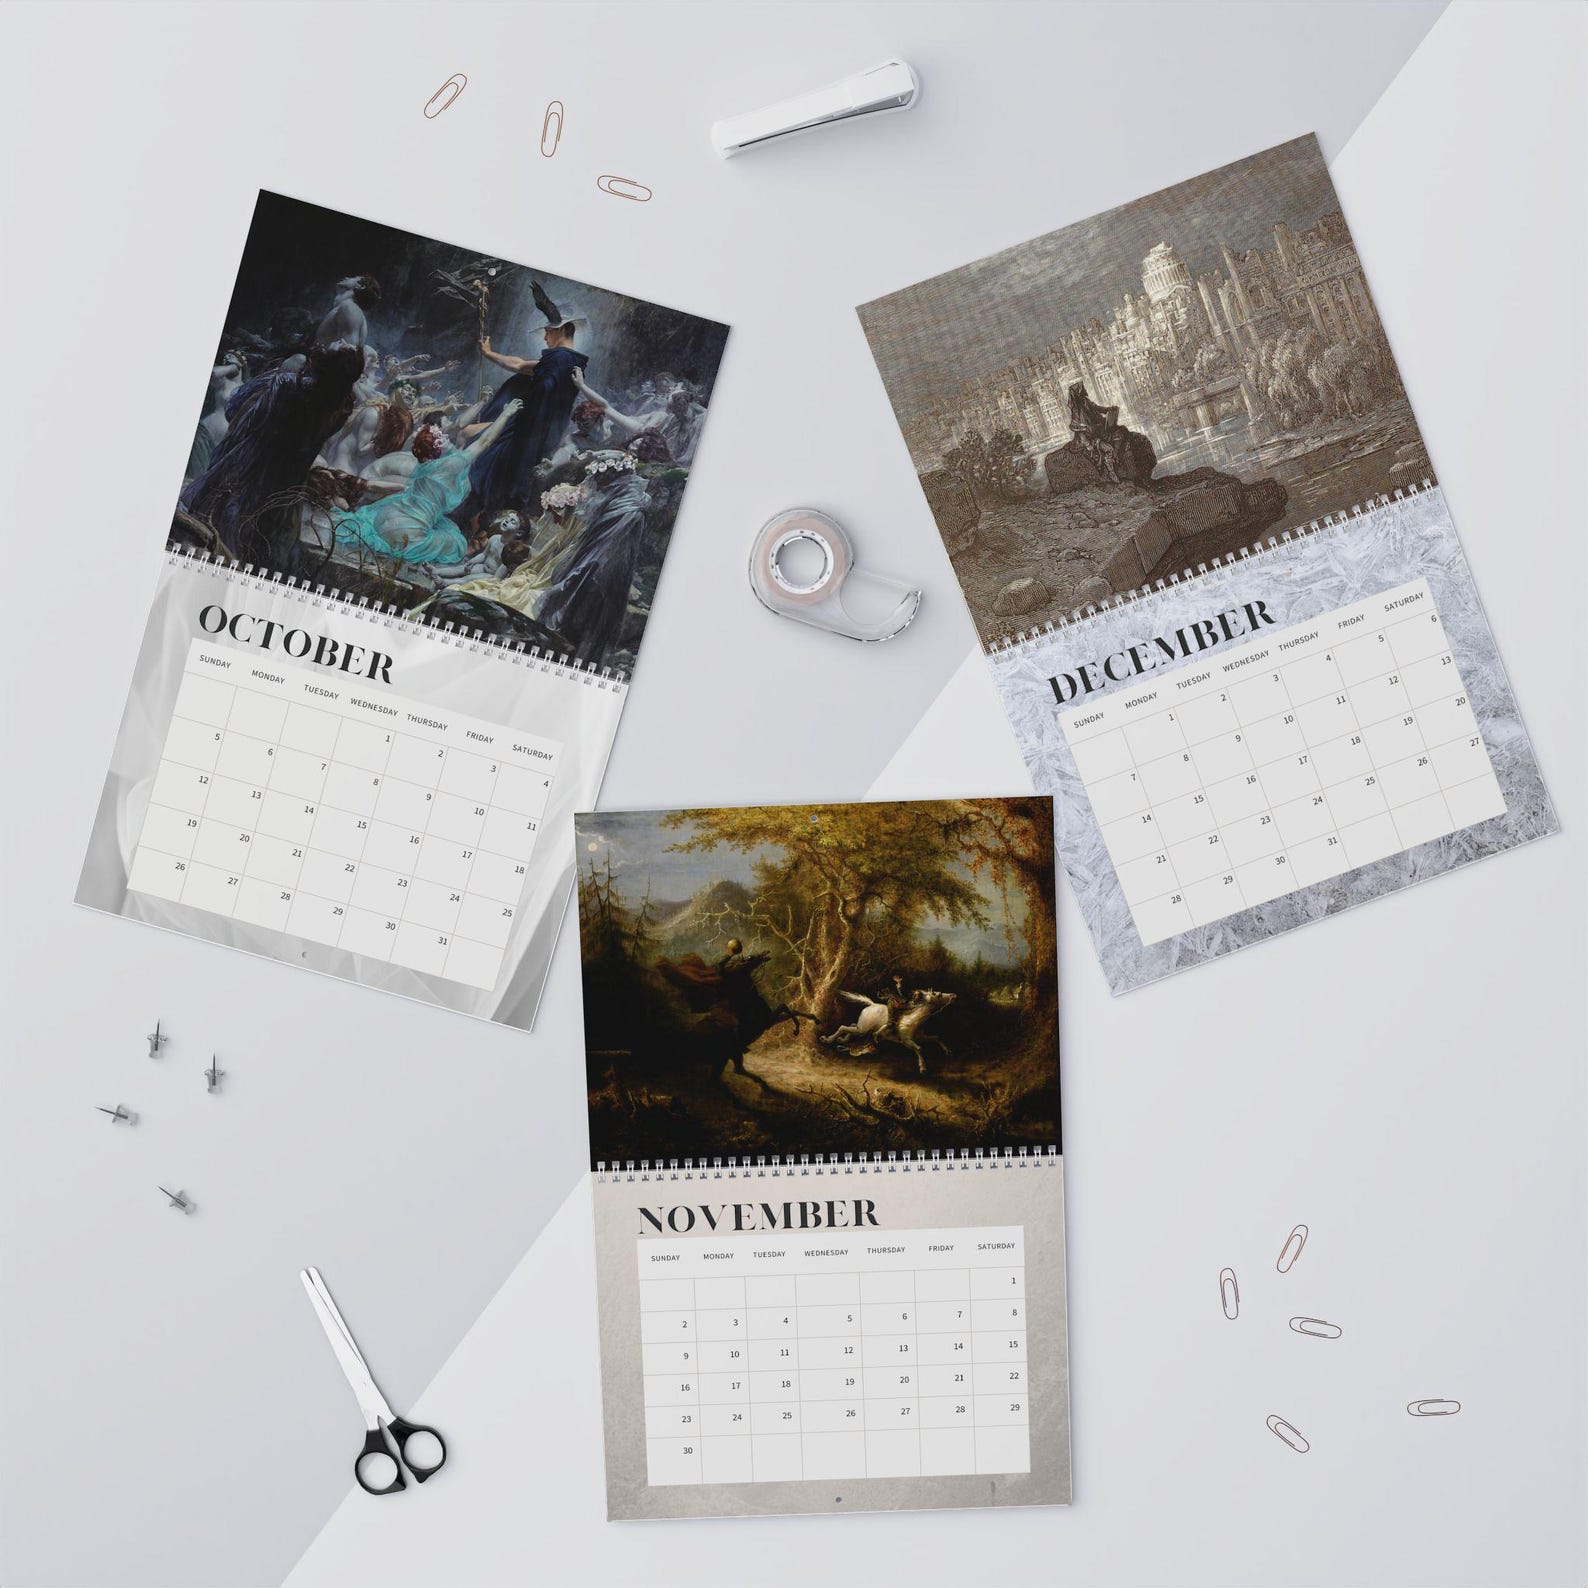 OCTOBER
SUNDAY MONDAY TUESDAY WEDNESDAY THURSDAY FRIDAY SATURDAY
1 2 3 4
5 6 7 8 9 10 11
12 13 14 15 16 17 18
19 20 21 22 23 24 25
26 27 28 29 30 31
DECEMBER
SUNDAY MONDAY TUESDAY WEDNESDAY THURSDAY FRIDAY SATURDAY
1 2 3 4 5 6
7 8 9 10 11 12 13
14 15 16 17 18 19 20
21 22 23 24 25 26 27
28 29 30 31
NOVEMBER
SUNDAY MONDAY TUESDAY WEDNESDAY THURSDAY FRIDAY SATURDAY
1
2 3 4 5 6 7 8
9 10 11 12 13 14 15
16 17 18 19 20 21 22
23 24 25 26 27 28 29
30